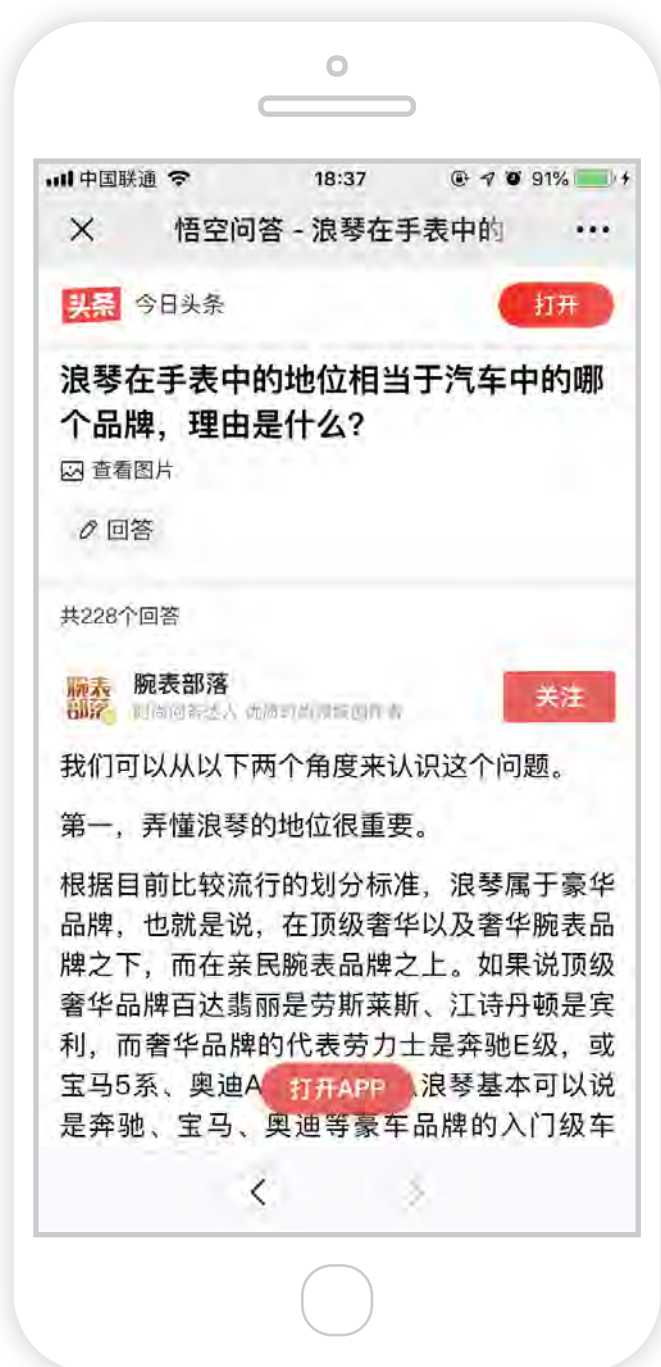 中国联通 18:37 91%
悟空问答 - 浪琴在手表中的
头条 今日头条 打开
浪琴在手表中的地位相当于汽车中的哪
个品牌，理由是什么？
查看图片
回答
共228个回答
腕表部落 腕表部落 关注
我们可以从以下两个角度来认识这个问题。
第一，弄懂浪琴的地位很重要。
根据目前比较流行的划分标准，浪琴属于豪华
品牌，也就是说，在顶级奢华以及奢华腕表品
牌之下，而在亲民腕表品牌之上。如果说顶级
奢华品牌百达翡丽是劳斯莱斯、江诗丹顿是宾
利，而奢华品牌的代表劳力士是奔驰E级，或
宝马5系、奥迪A 打开APP 浪琴基本可以说
是奔驰、宝马、奥迪等豪车品牌的入门级车